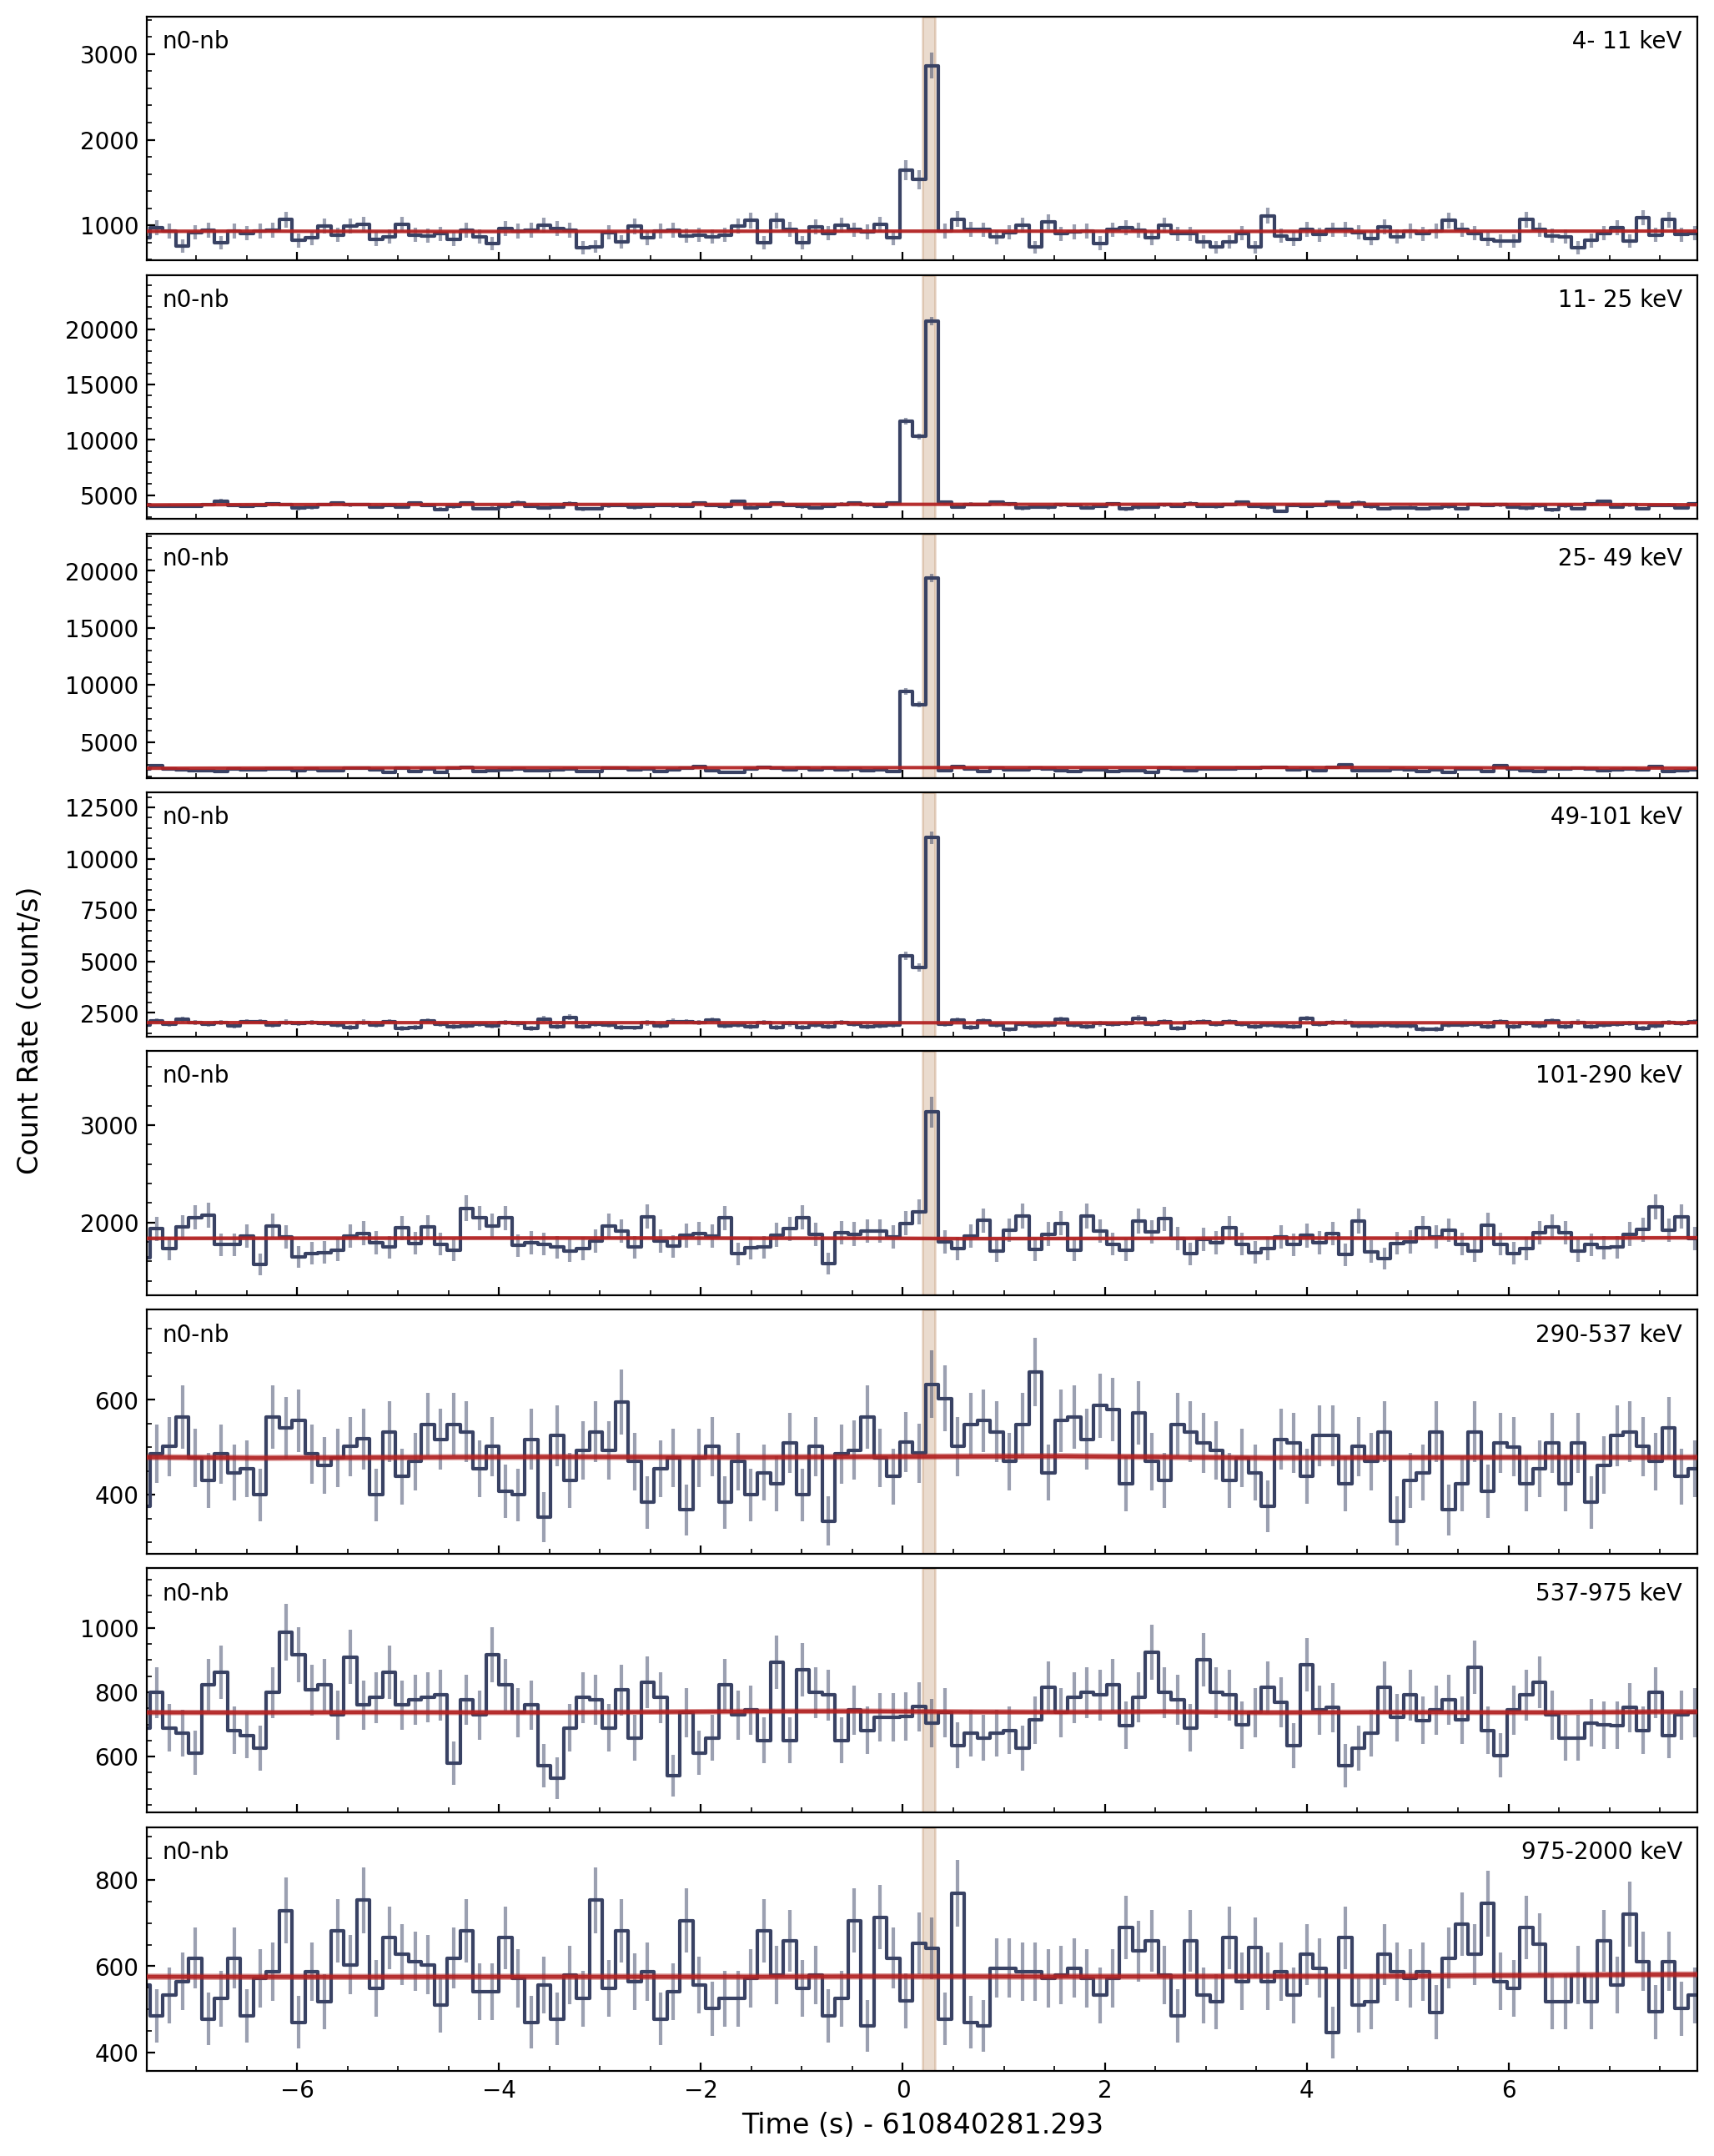 n0-nb 4- 11 keV
3000
2000
1000
n0-nb 11- 25 keV
20000
15000
10000
5000
n0-nb 25- 49 keV
20000
15000
10000
5000
n0-nb 49-101 keV
12500
10000
7500
5000
2500
Count Rate (count/s)
n0-nb 101-290 keV
3000
2000
n0-nb 290-537 keV
600
400
n0-nb 537-975 keV
1000
800
600
n0-nb 975-2000 keV
800
600
400
−6 −4 −2 0 2 4 6
Time (s) - 610840281.293